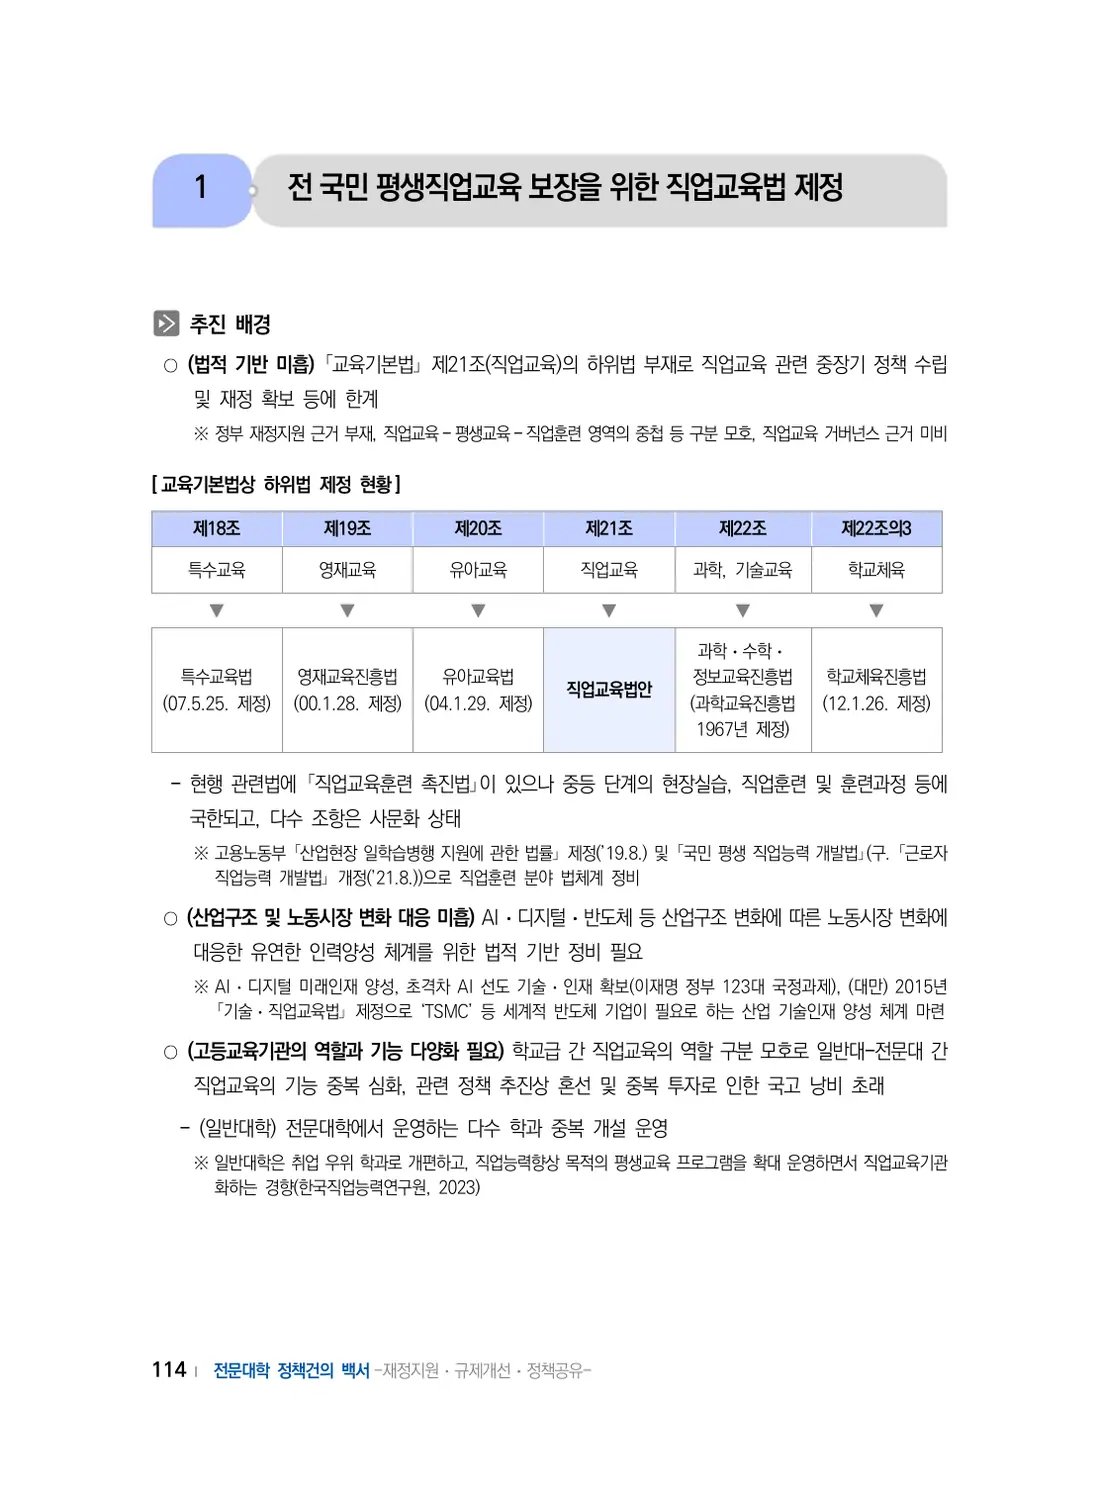 1
전 국민 평생직업교육 보장을 위한 직업교육법 제정
추진 배경
○ (법적 기반 미흡)「교육기본법」제21조(직업교육)의 하위법 부재로 직업교육 관련 중장기 정책 수립
및 재정 확보 등에 한계
※ 정부 재정지원 근거 부재, 직업교육-평생교육-직업훈련 영역의 중첩 등 구분 모호, 직업교육 거버넌스 근거 미비
[교육기본법상 하위법 제정 현황]
제18조 제19조 제20조 제21조 제22조 제22조의3
특수교육 영재교육 유아교육 직업교육 과학, 기술교육 학교체육
▼ ▼ ▼ ▼ ▼ ▼
특수교육법
(07.5.25. 제정)
영재교육진흥법
(00.1.28. 제정)
유아교육법
(04.1.29. 제정)
직업교육법안
과학·수학·
정보교육진흥법
(과학교육진흥법
1967년 제정)
학교체육진흥법
(12.1.26. 제정)
- 현행 관련법에「직업교육훈련 촉진법」이 있으나 중등 단계의 현장실습, 직업훈련 및 훈련과정 등에
국한되고, 다수 조항은 사문화 상태
※ 고용노동부「산업현장 일학습병행 지원에 관한 법률」제정(’19.8.) 및「국민 평생 직업능력 개발법」(구.「근로자
직업능력 개발법」개정(’21.8.))으로 직업훈련 분야 법체계 정비
○ (산업구조 및 노동시장 변화 대응 미흡) AI·디지털·반도체 등 산업구조 변화에 따른 노동시장 변화에
대응한 유연한 인력양성 체계를 위한 법적 기반 정비 필요
※ AI·디지털 미래인재 양성, 초격차 AI 선도 기술·인재 확보(이재명 정부 123대 국정과제), (대만) 2015년
「기술·직업교육법」제정으로 ‘TSMC’ 등 세계적 반도체 기업이 필요로 하는 산업 기술인재 양성 체계 마련
○ (고등교육기관의 역할과 기능 다양화 필요) 학교급 간 직업교육의 역할 구분 모호로 일반대-전문대 간
직업교육의 기능 중복 심화, 관련 정책 추진상 혼선 및 중복 투자로 인한 국고 낭비 초래
- (일반대학) 전문대학에서 운영하는 다수 학과 중복 개설 운영
※ 일반대학은 취업 우위 학과로 개편하고, 직업능력향상 목적의 평생교육 프로그램을 확대 운영하면서 직업교육기관
화하는 경향(한국직업능력연구원, 2023)
114 | 전문대학 정책건의 백서 -재정지원·규제개선·정책공유-